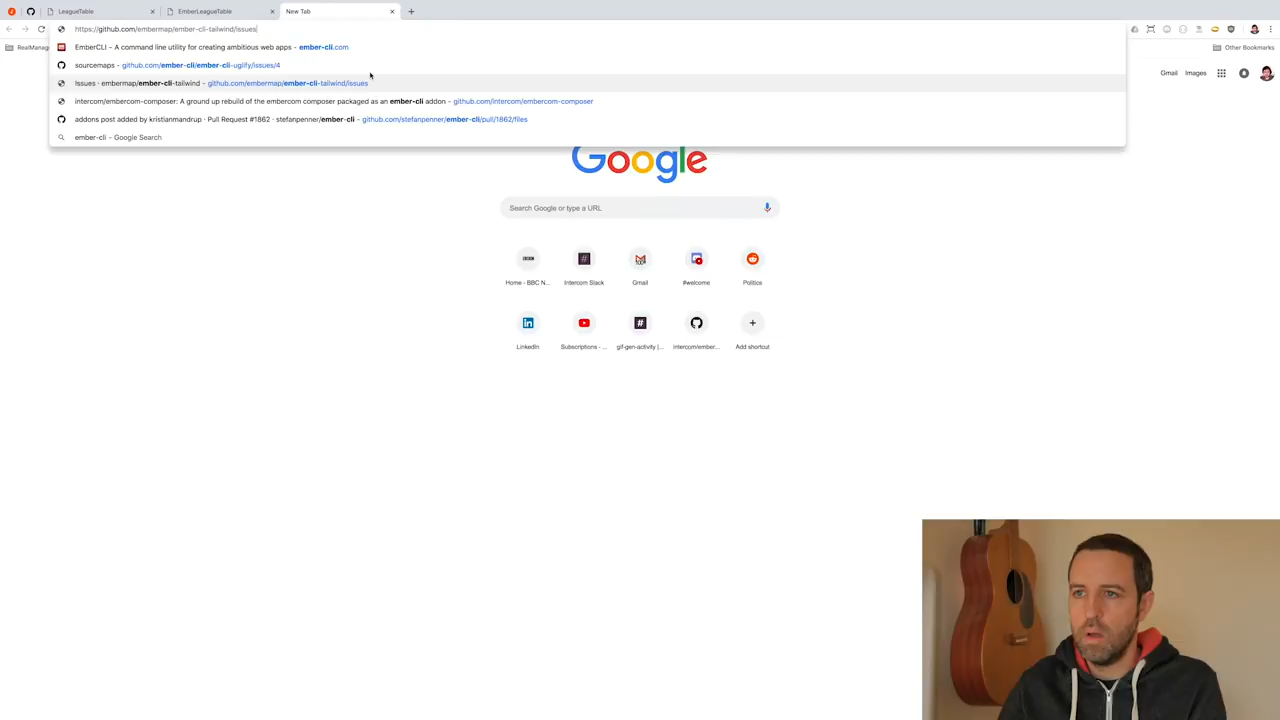 LeagueTable
EmberLeagueTable
New Tab
https://github.com/embermap/ember-cli-tailwind/issues
RealManag
EmberCLI – A command line utility for creating ambitious web apps - ember-cli.com
Other Bookmarks
sourcemaps - github.com/ember-cli/ember-cli-uglify/issues/4
Issues · embermap/ember-cli-tailwind – github.com/embermap/ember-cli-tailwind/issues
Gmail Images
intercom/embercom-composer: A ground up rebuild of the embercom composer packaged as an ember-cli addon - github.com/intercom/embercom-composer
addons post added by kristianmandrup · Pull Request #1862 · stefanpenner/ember-cli - github.com/stefanpenner/ember-cli/pull/1862/files
ember-cli – Google Search
Google
Search Google or type a URL
Home - BBC N...
Intercom Slack
Gmail
#welcome
Politics
LinkedIn
Subscriptions - ...
gif-gen-activity |...
intercom/ember...
Add shortcut